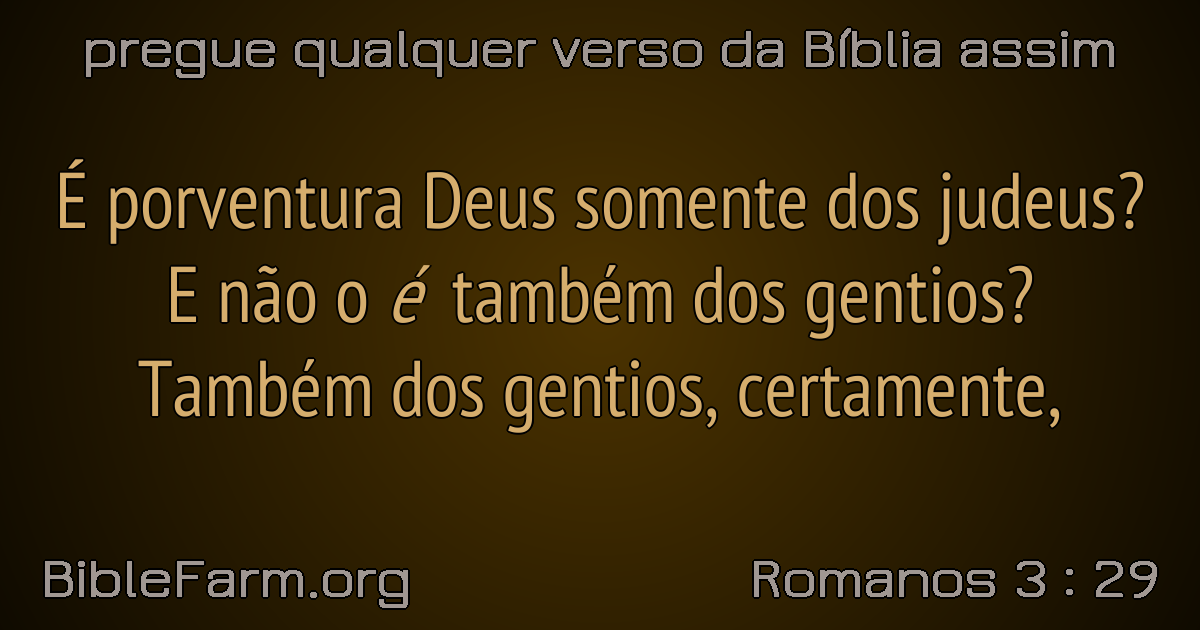 pregue qualquer verso da Bíblia assim
É porventura Deus somente dos judeus?
E não o é também dos gentios?
Também dos gentios, certamente,
BibleFarm.org
Romanos 3 : 29